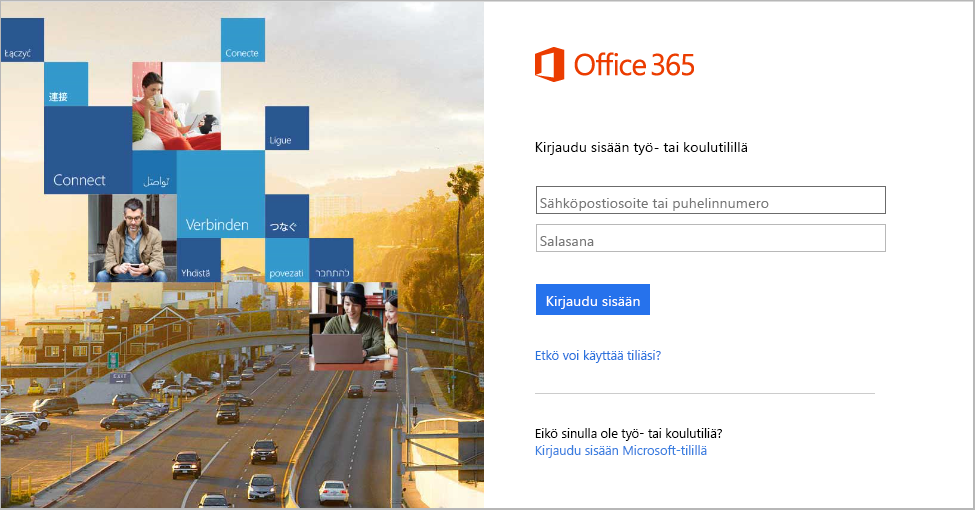 Łączyć
Conecte
連接
Ligue
Connect
تواصَل
Verbinden
つなぐ
Yhdistä
povezati
להתחבר
EXIT
Office 365
Kirjaudu sisään työ- tai koulutilillä
Sähköpostiosoite tai puhelinnumero
Salasana
Kirjaudu sisään
Etkö voi käyttää tiliäsi?
Eikö sinulla ole työ- tai koulutiliä?
Kirjaudu sisään Microsoft-tilillä